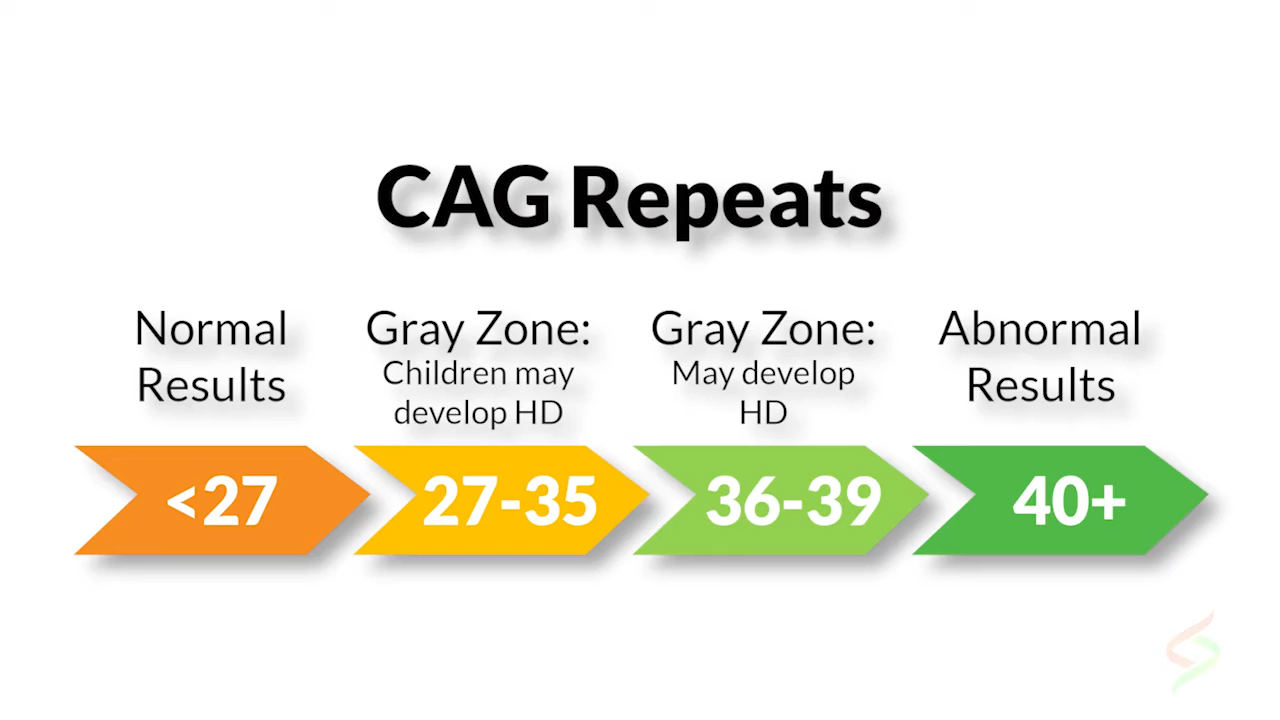 CAG Repeats
Normal
Results
Gray Zone:
Children may
develop HD
Gray Zone:
May develop
HD
Abnormal
Results
<27
27-35
36-39
40+